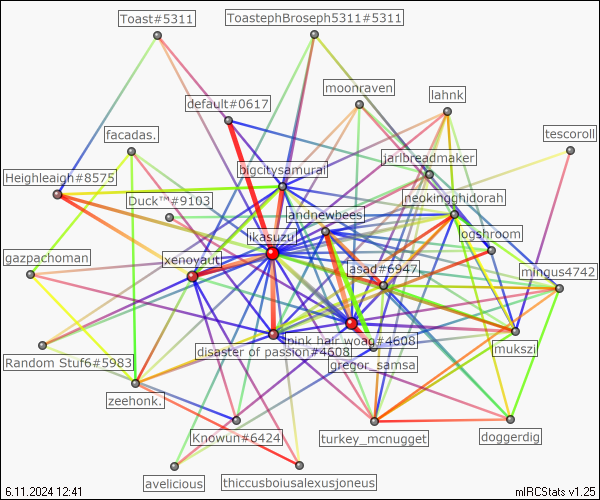 Toast#5311
ToastephBroseph5311#5311
moonraven
lahnk
default#0617
facadas.
tescoroll
jarlbreadmaker
bigcitysamurai
Heighleigh#8575
Duck™#9103
neokingghidorah
andnewbees
ikasuzu
ogshroom
gazpachoman
xenoyaut
asad#6947
mingus4742
pink hair woag#4608
mukszi
disaster of passion#4608
Random Stuf6#5983
gregor_samsa
zeehonk.
Knowun#6424
turkey_mcnugget
doggerdig
avelicious
thiccusboiusalexusjoneus
6.11.2024 12:41
mIRCStats v1.25